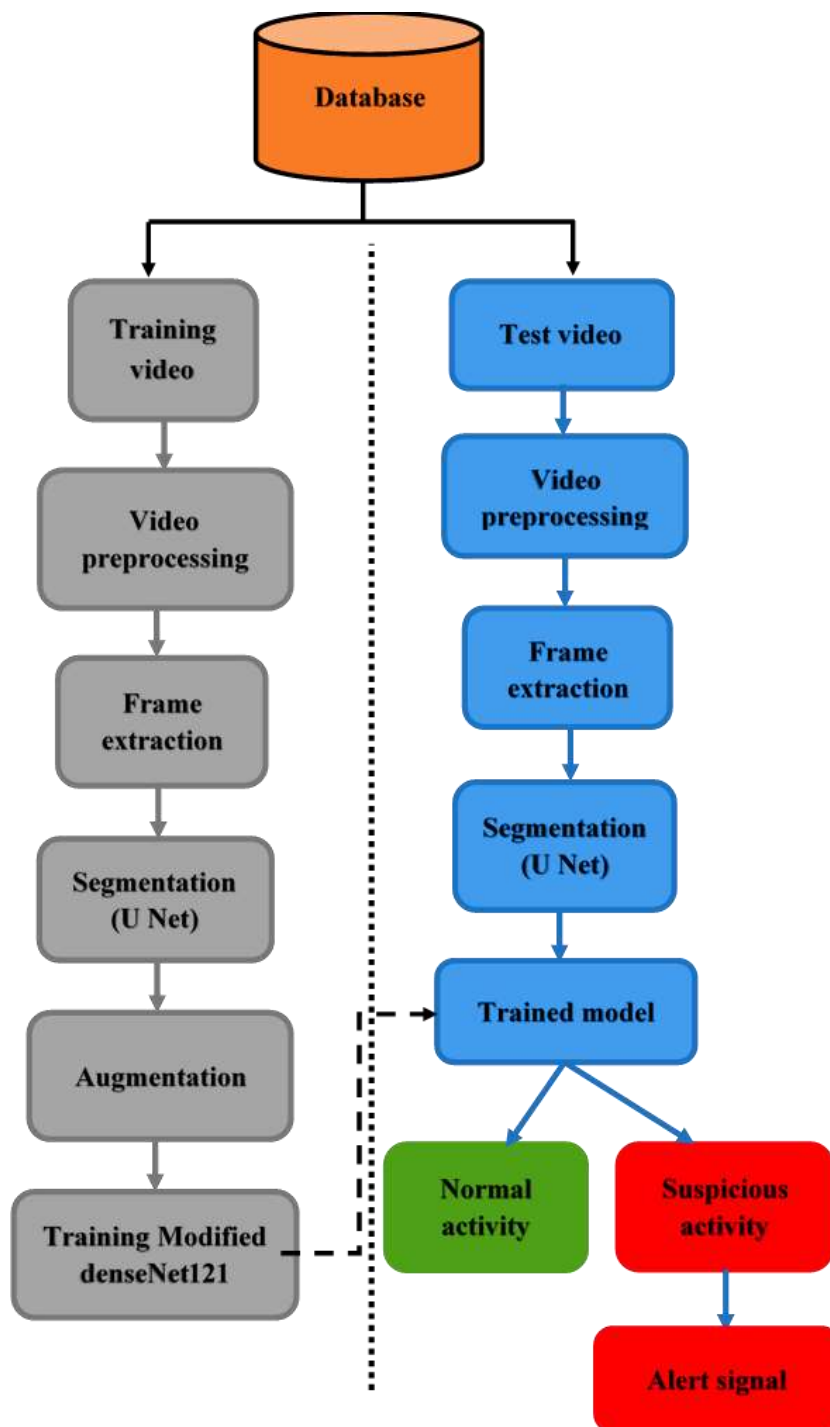 Database
Training
video
Video
preprocessing
Frame
extraction
Segmentation
(U Net)
Augmentation
Training Modified
denseNet121
Test video
Video
preprocessing
Frame
extraction
Segmentation
(U Net)
Trained model
Normal
activity
Suspicious
activity
Alert signal